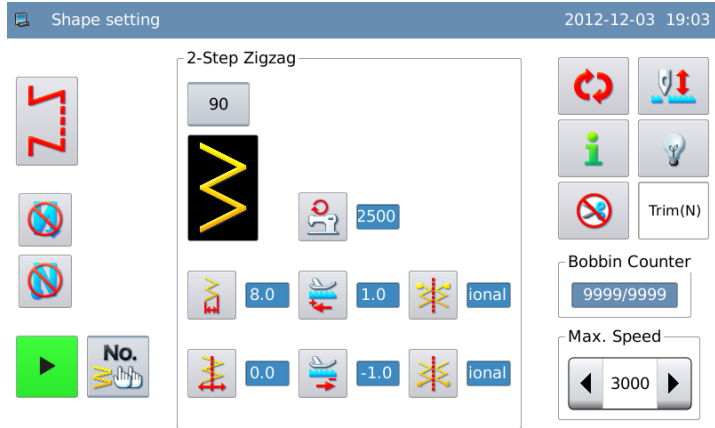 Shape setting
2012-12-03 19:03
2-Step Zigzag
90
2500
8.0
1.0
ional
0.0
-1.0
ional
No.
Trim(N)
Bobbin Counter
9999/9999
Max. Speed
3000